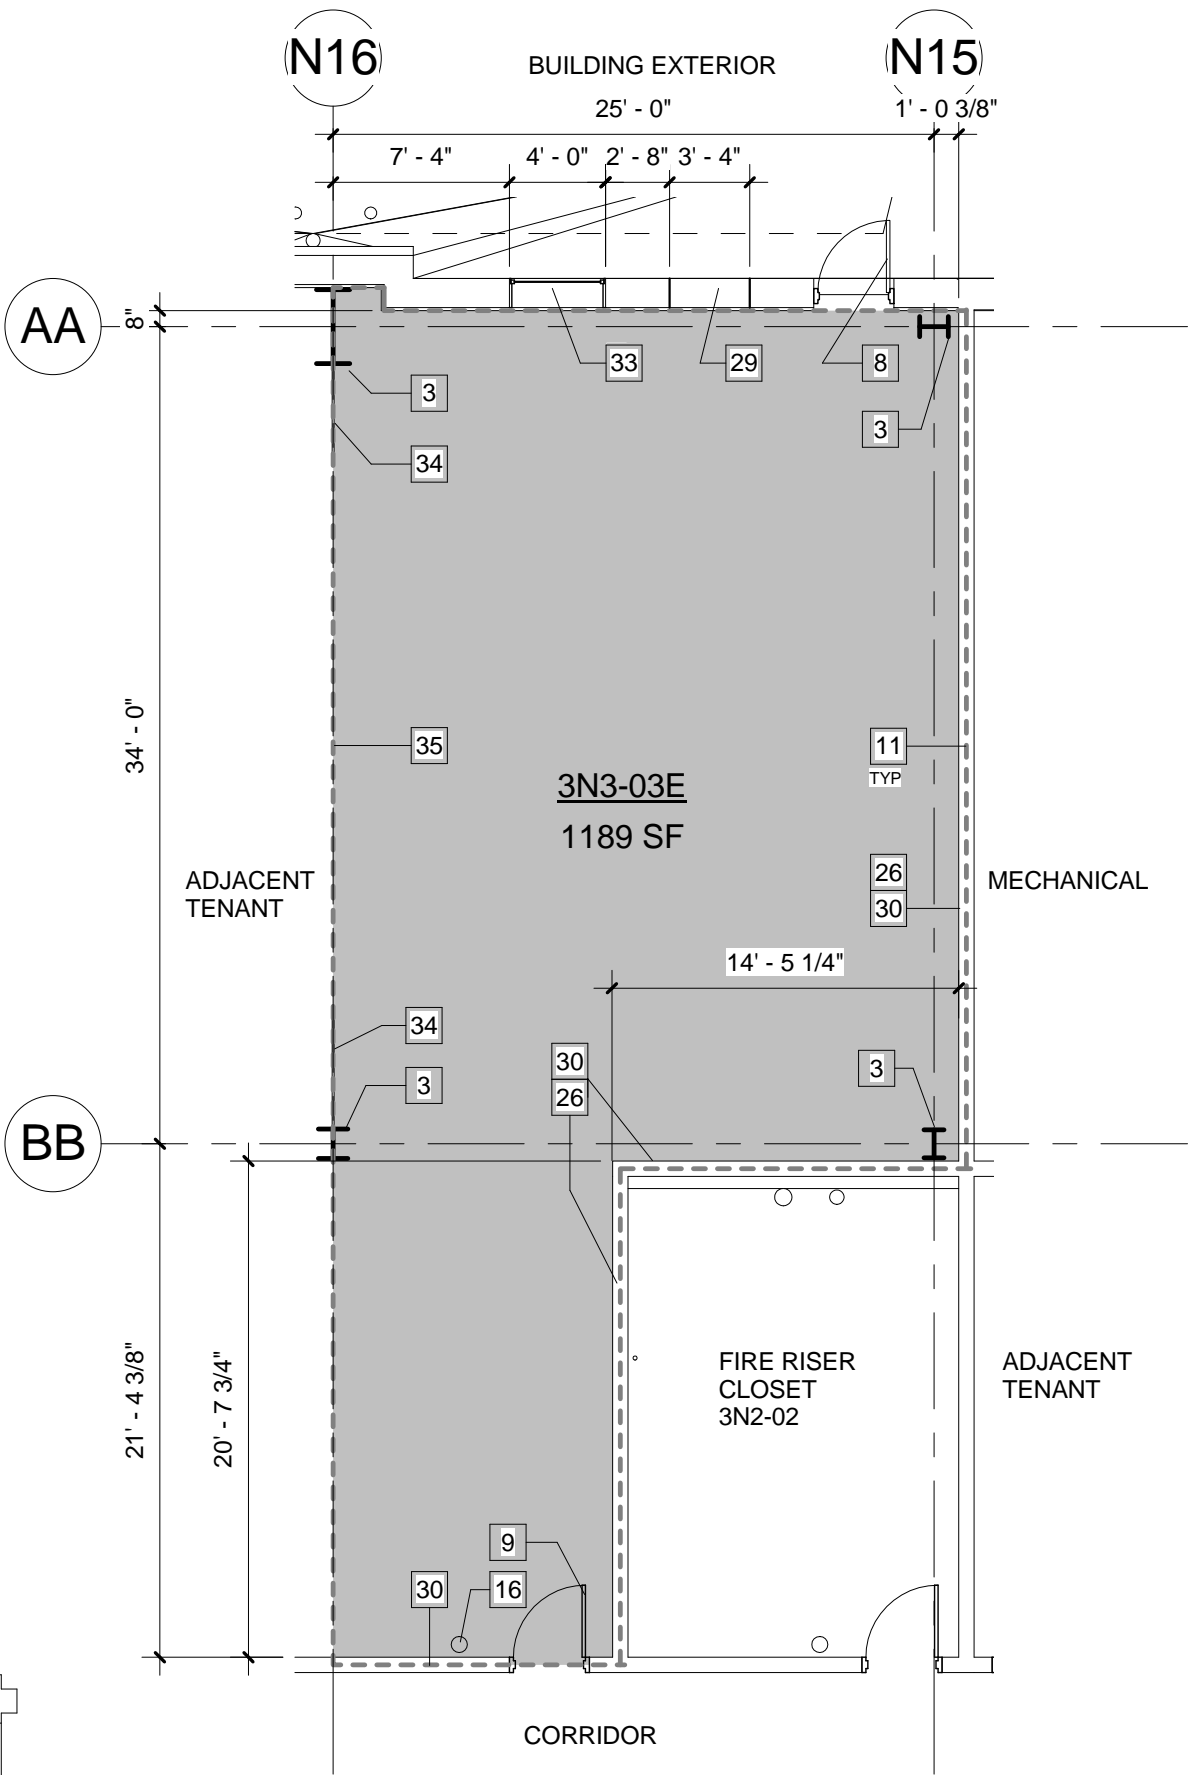 N16
N15
BUILDING EXTERIOR
25' - 0"
1' - 0 3/8"
7' - 4"
4' - 0"
2' - 8"
3' - 4"
AA
8"
33
29
8
3
3
34
34' - 0"
35
11
TYP
3N3-03E
1189 SF
26
30
ADJACENT
TENANT
MECHANICAL
14' - 5 1/4"
34
30
26
3
3
BB
21' - 4 3/8"
20' - 7 3/4"
FIRE RISER
CLOSET
3N2-02
ADJACENT
TENANT
9
30
16
CORRIDOR